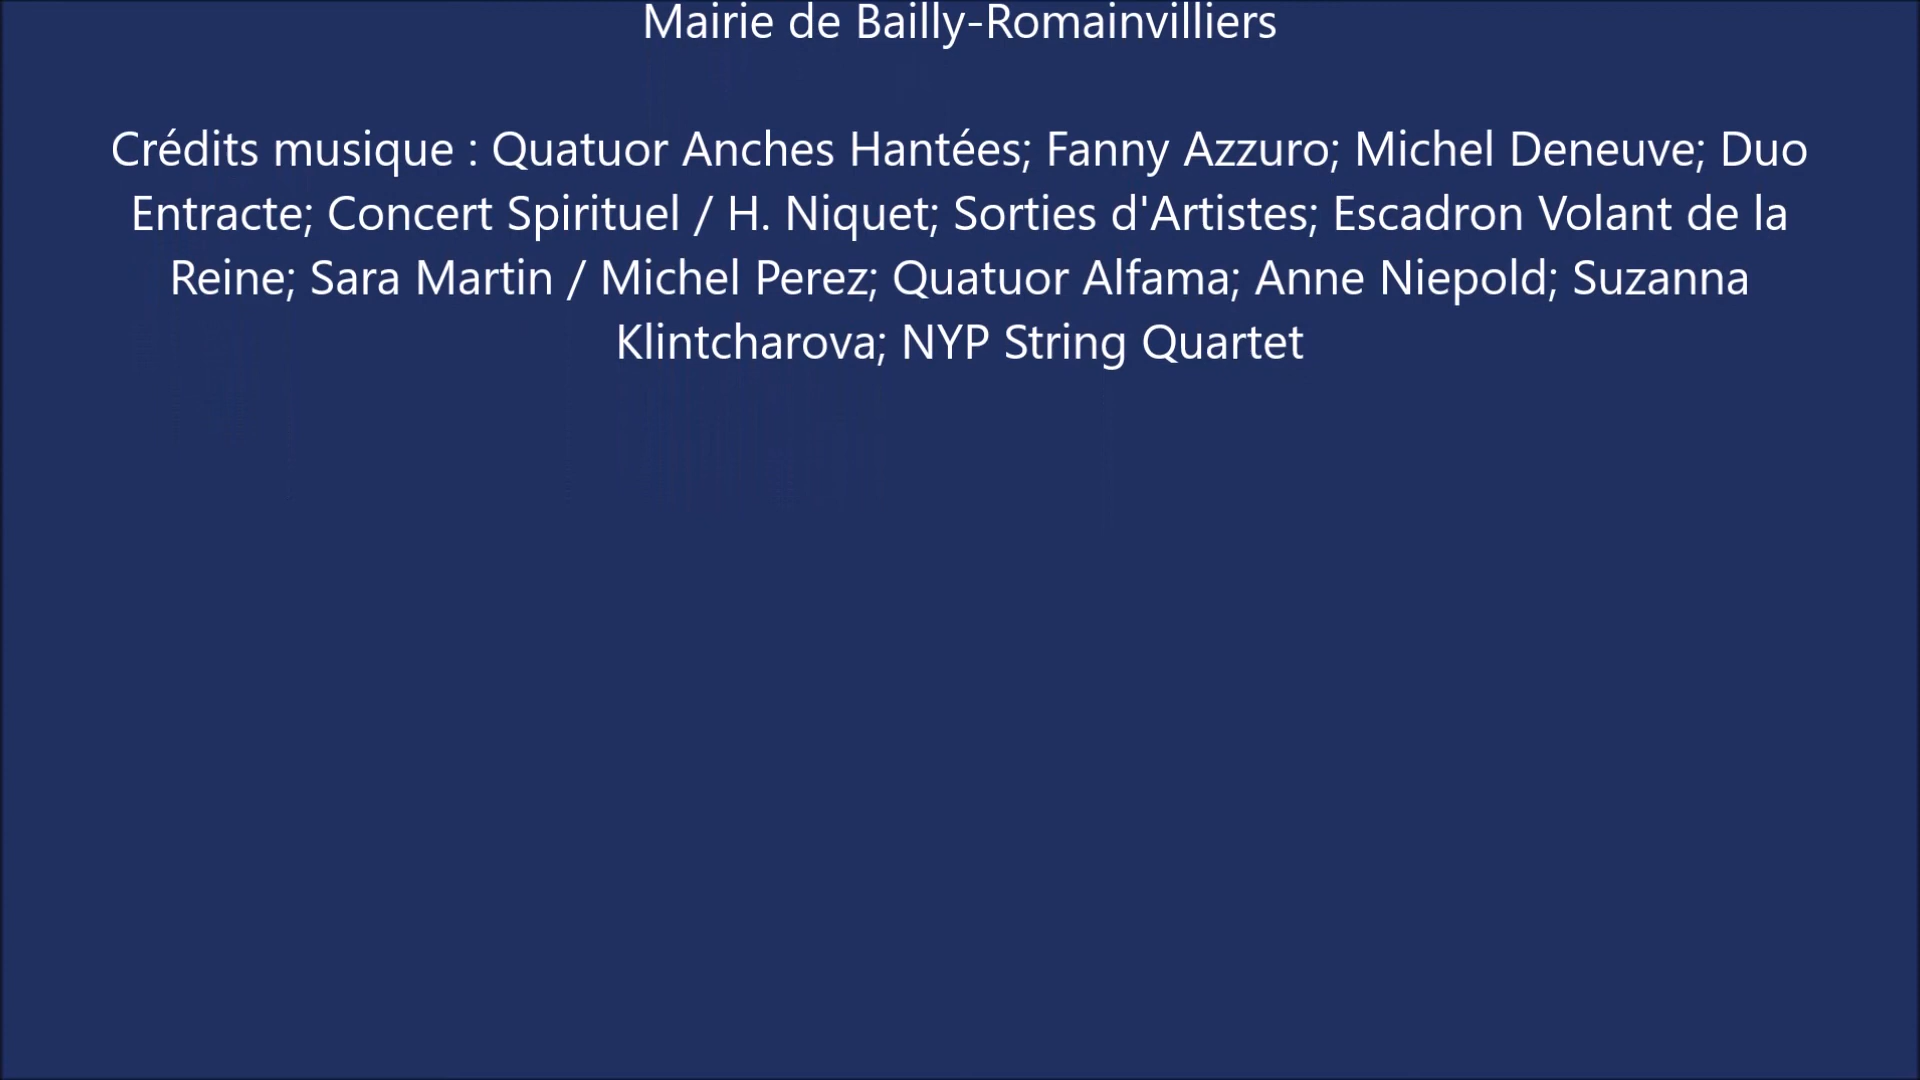 Mairie de Bailly-Romainvilliers
Crédits musique : Quatuor Anches Hantées; Fanny Azzuro; Michel Deneuve; Duo
Entracte; Concert Spirituel / H. Niquet; Sorties d'Artistes; Escadron Volant de la
Reine; Sara Martin / Michel Perez; Quatuor Alfama; Anne Niepold; Suzanna
Klintcharova; NYP String Quartet